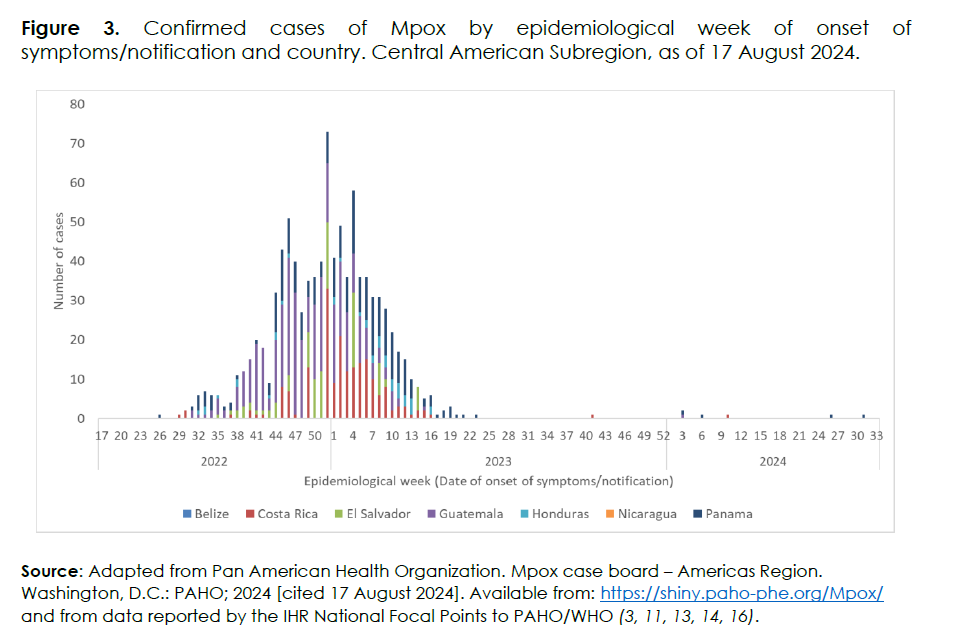 Figure 3. Confirmed cases of Mpox by epidemiological week of onset of
symptoms/notification and country. Central American Subregion, as of 17 August 2024.
80
70
60
50
40
30
20
10
0
Number of cases
17 20 23 26 29 32 35 38 41 44 47 50 1 4 7 10 13 16 19 22 25 28 31 34 37 40 43 46 49 52 3 6 9 12 15 18 21 24 27 30 33
2022 2023 2024
Epidemiological week (Date of onset of symptoms/notification)
Belize Costa Rica El Salvador Guatemala Honduras Nicaragua Panama
Source: Adapted from Pan American Health Organization. Mpox case board – Americas Region.
Washington, D.C.: PAHO; 2024 [cited 17 August 2024]. Available from: https://shiny.paho-phe.org/Mpox/
and from data reported by the IHR National Focal Points to PAHO/WHO (3, 11, 13, 14, 16).